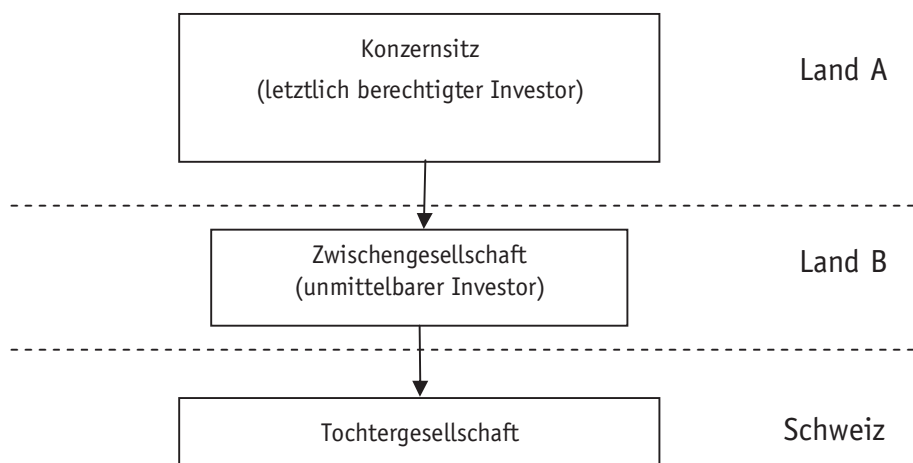 Konzernsitz
(letztlich berechtigter Investor)
Land A
Zwischengesellschaft
(unmittelbarer Investor)
Land B
Tochtergesellschaft
Schweiz